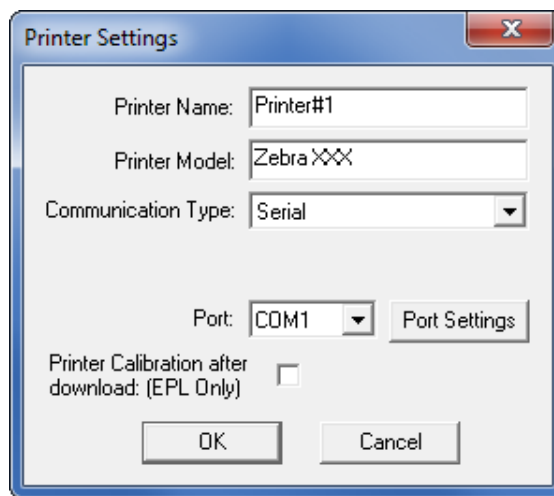 Printer Settings
Printer Name: Printer#1
Printer Model: Zebra XXX
Communication Type: Serial
Port: COM1 Port Settings
Printer Calibration after
download: (EPL Only)
OK Cancel